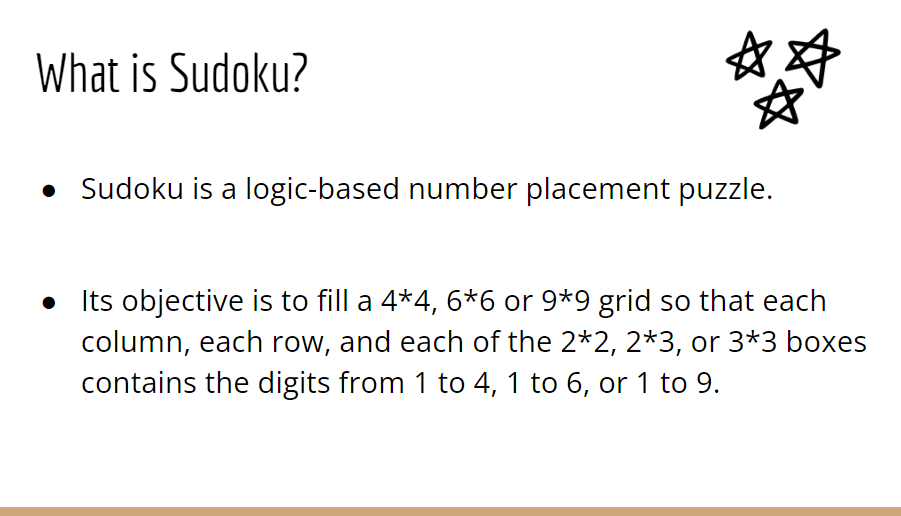 What is Sudoku?
● Sudoku is a logic-based number placement puzzle.
● Its objective is to fill a 4*4, 6*6 or 9*9 grid so that each
column, each row, and each of the 2*2, 2*3, or 3*3 boxes
contains the digits from 1 to 4, 1 to 6, or 1 to 9.